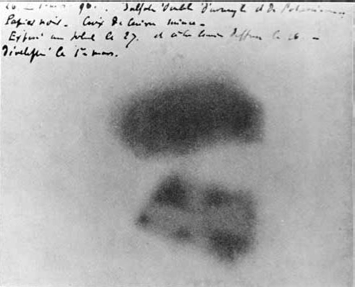 96. Sulfate double d'uranyle et de Potassium
Papier noir. Croix de Cuivre mince.
Exposé au soleil le 27. et à la lumière diffuse le 26 -
Développé le 1er mars.